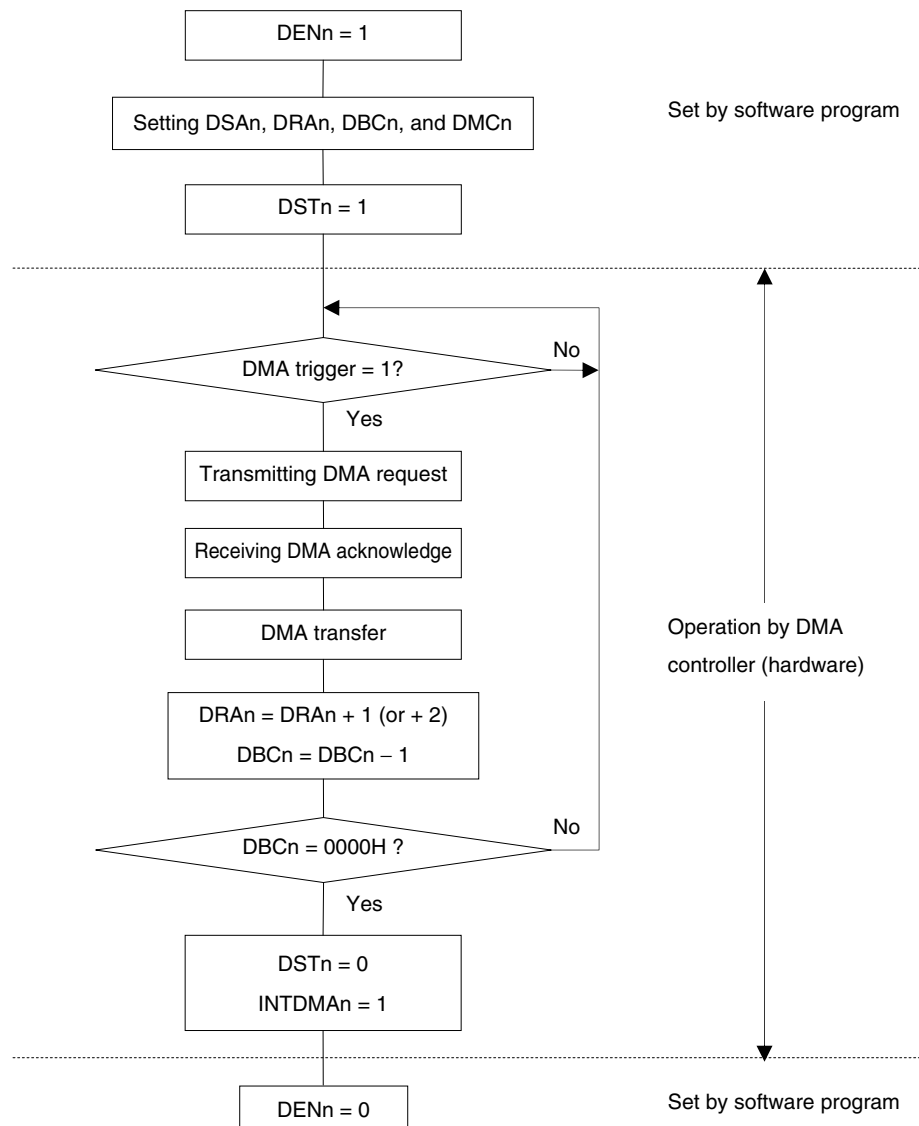 DENn = 1
Setting DSAn, DRAn, DBCn, and DMCn
Set by software program
DSTn = 1
DMA trigger = 1?
No
Yes
Transmitting DMA request
Receiving DMA acknowledge
DMA transfer
Operation by DMA
controller (hardware)
DRAn = DRAn + 1 (or + 2)
DBCn = DBCn − 1
DBCn = 0000H ?
No
Yes
DSTn = 0
INTDMAn = 1
DENn = 0
Set by software program